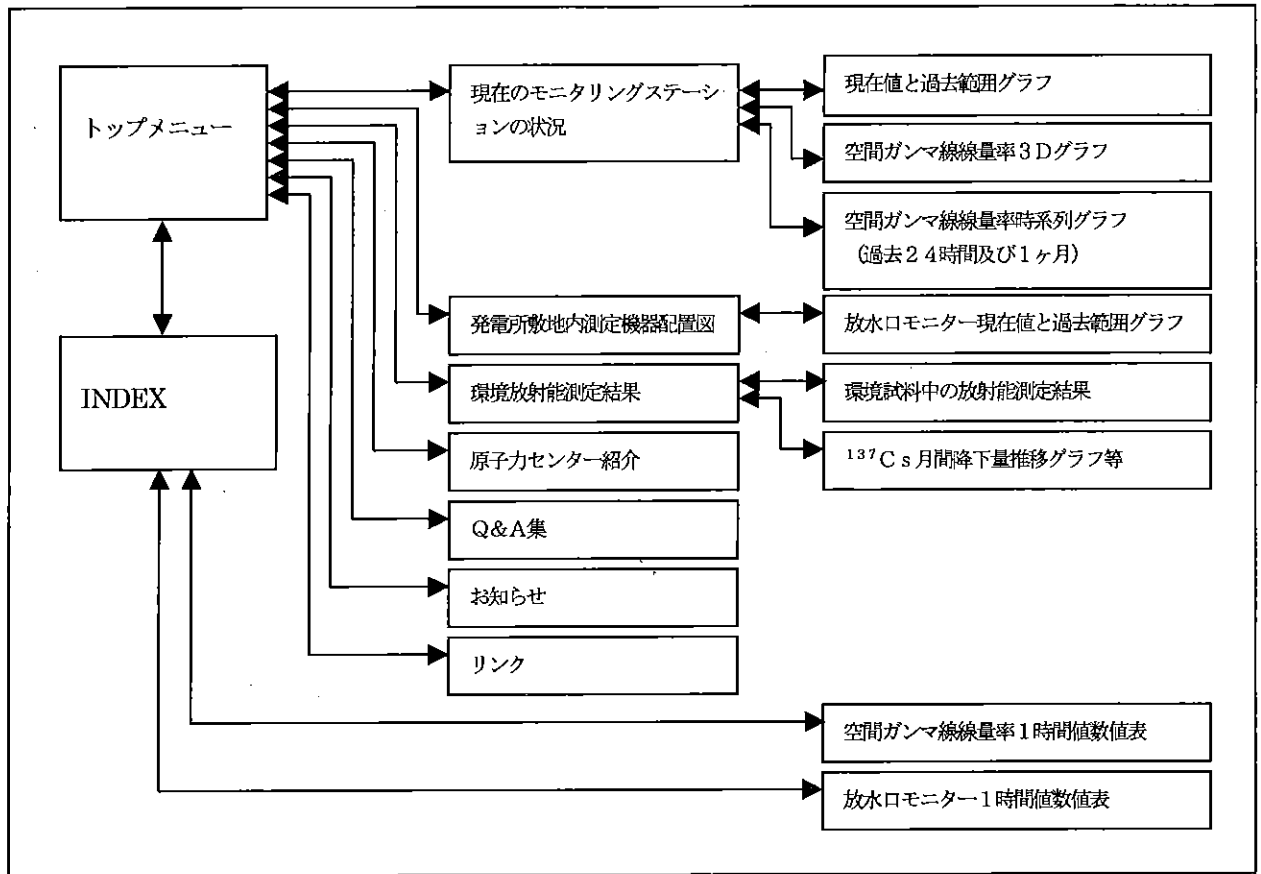 トップメニュー
INDEX
現在のモニタリングステーシ
ョンの状況
発電所敷地内測定機器配置図
環境放射能測定結果
原子力センター紹介
Q&A集
お知らせ
リンク
現在値と過去範囲グラフ
空間ガンマ線線量率3Dグラフ
空間ガンマ線線量率時系列グラフ
(過去24時間及び1ヶ月)
放水口モニター現在値と過去範囲グラフ
環境試料中の放射能測定結果
¹³⁷Cs月間降下量推移グラフ等
空間ガンマ線線量率1時間値数値表
放水口モニター1時間値数値表